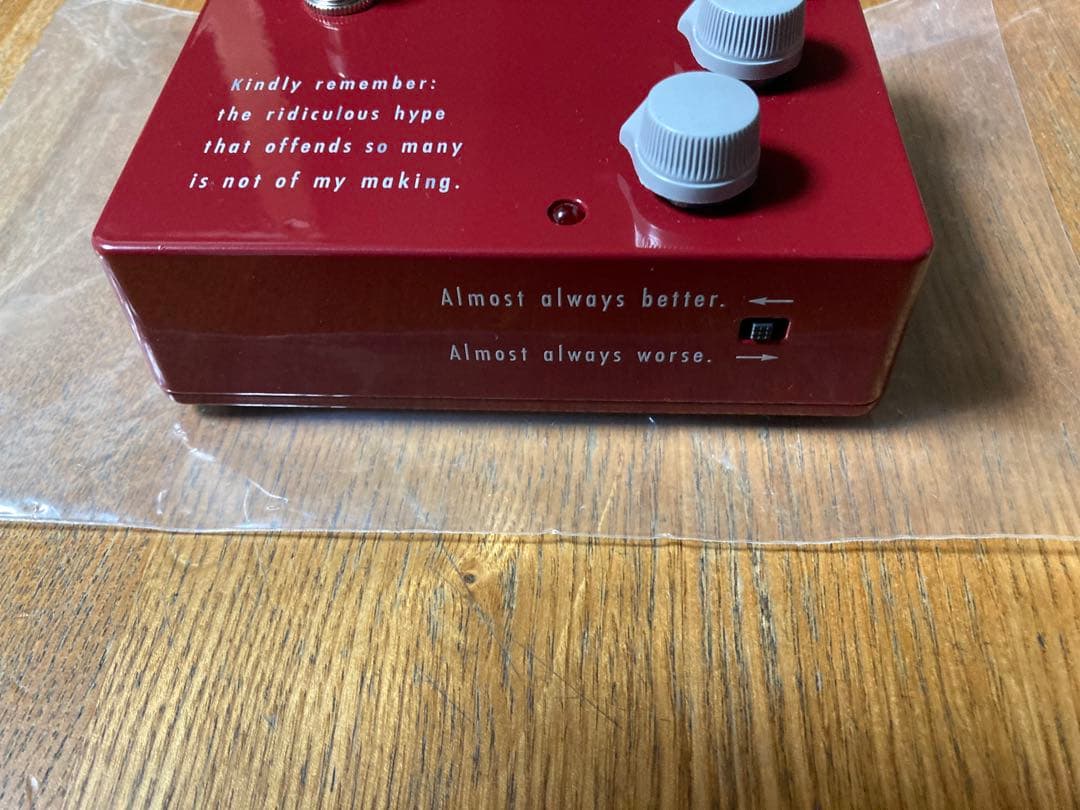 Kindly remember:
the ridiculous hype
that offends so many
is not of my making.
Almost always better. ←
Almost always worse. →